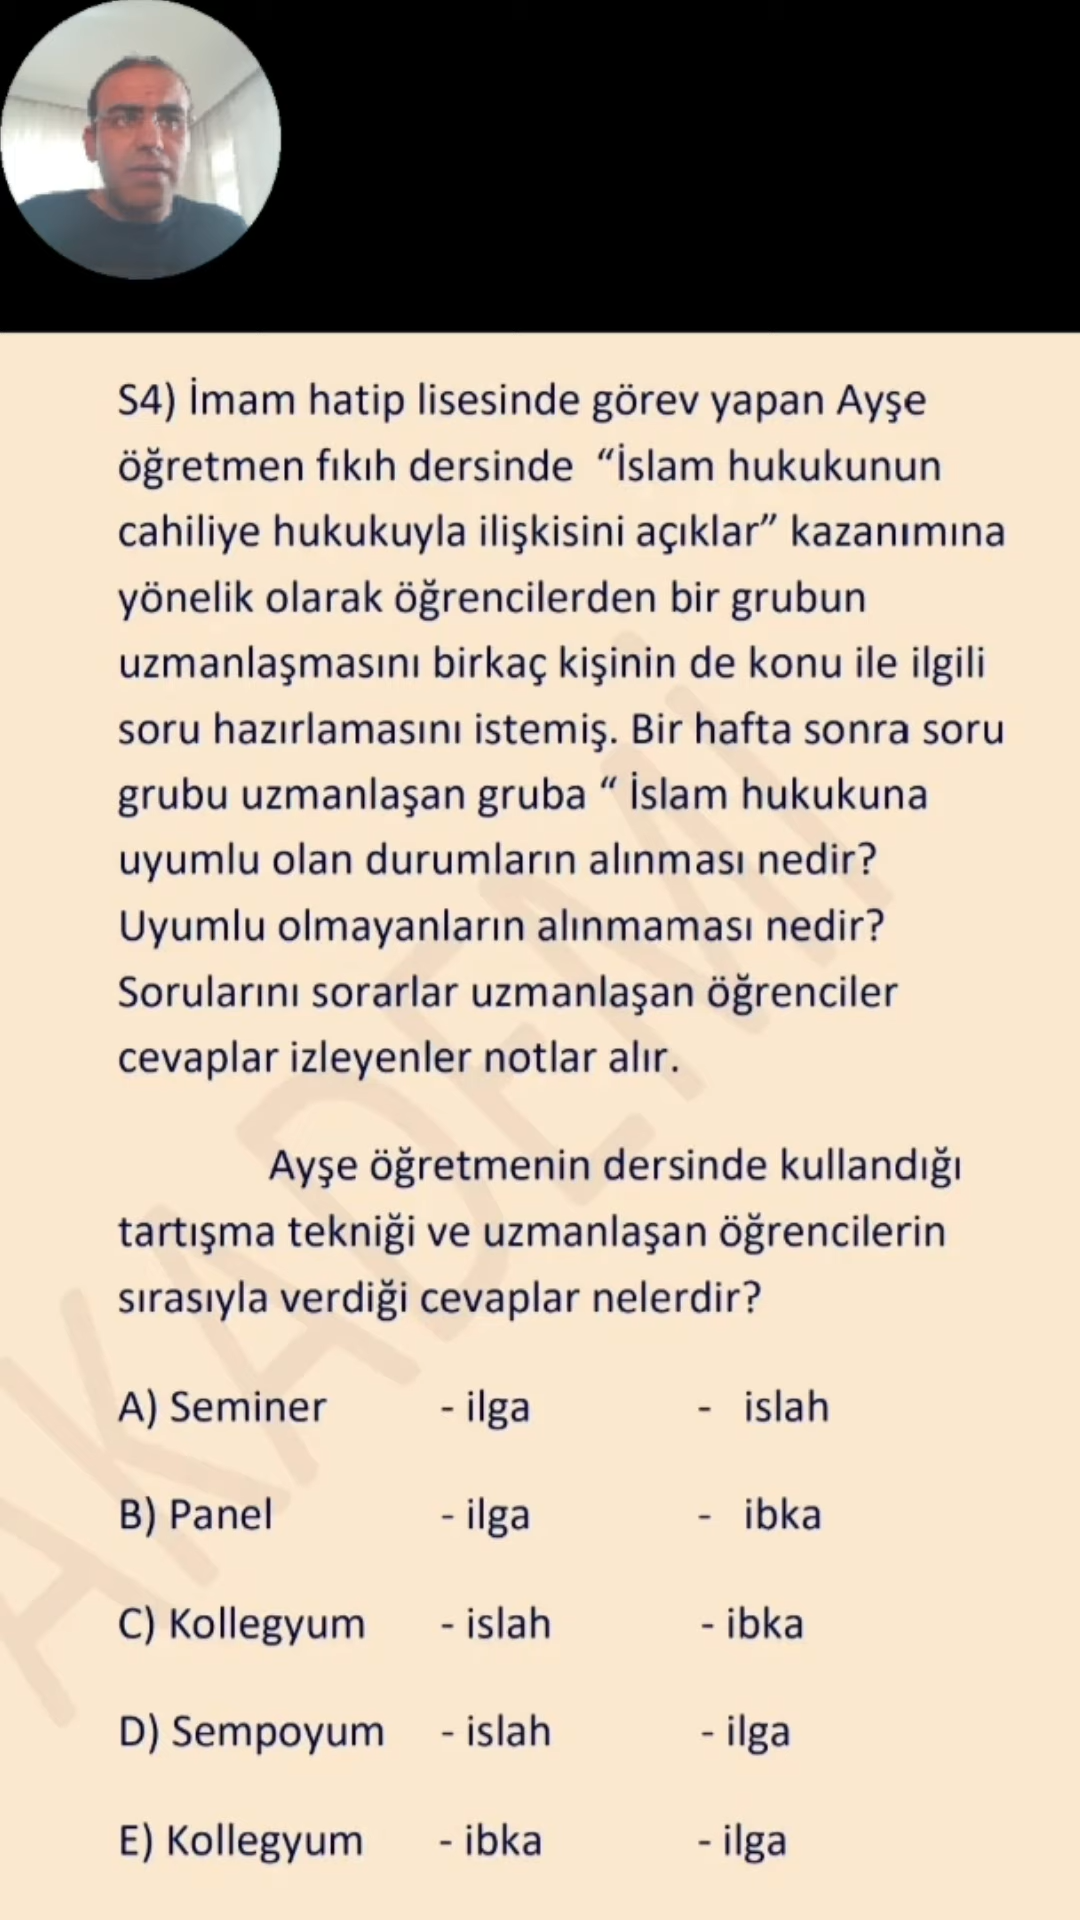 S4) İmam hatip lisesinde görev yapan Ayşe
öğretmen fıkıh dersinde “İslam hukukunun
cahiliye hukukuyla ilişkisini açıklar” kazanımına
yönelik olarak öğrencilerden bir grubun
uzmanlaşmasını birkaç kişinin de konu ile ilgili
soru hazırlamasını istemiş. Bir hafta sonra soru
grubu uzmanlaşan gruba “ İslam hukukuna
uyumlu olan durumların alınması nedir?
Uyumlu olmayanların alınmaması nedir?
Sorularını sorarlar uzmanlaşan öğrenciler
cevaplar izleyenler notlar alır.
Ayşe öğretmenin dersinde kullandığı
tartışma tekniği ve uzmanlaşan öğrencilerin
sırasıyla verdiği cevaplar nelerdir?
A) Seminer - ilga - islah
B) Panel - ilga - ibka
C) Kollegyum - islah - ibka
D) Sempoyum - islah - ilga
E) Kollegyum - ibka - ilga
AKADEMİ